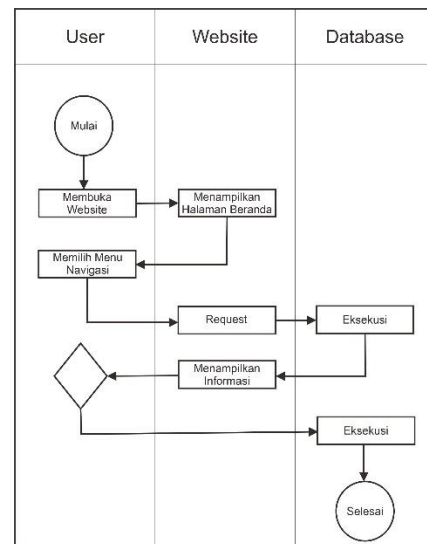 User
Website
Database
Mulai
Membuka
Website
Menampilkan
Halaman Beranda
Memilih Menu
Navigasi
Request
Eksekusi
Menampilkan
Informasi
Eksekusi
Selesai